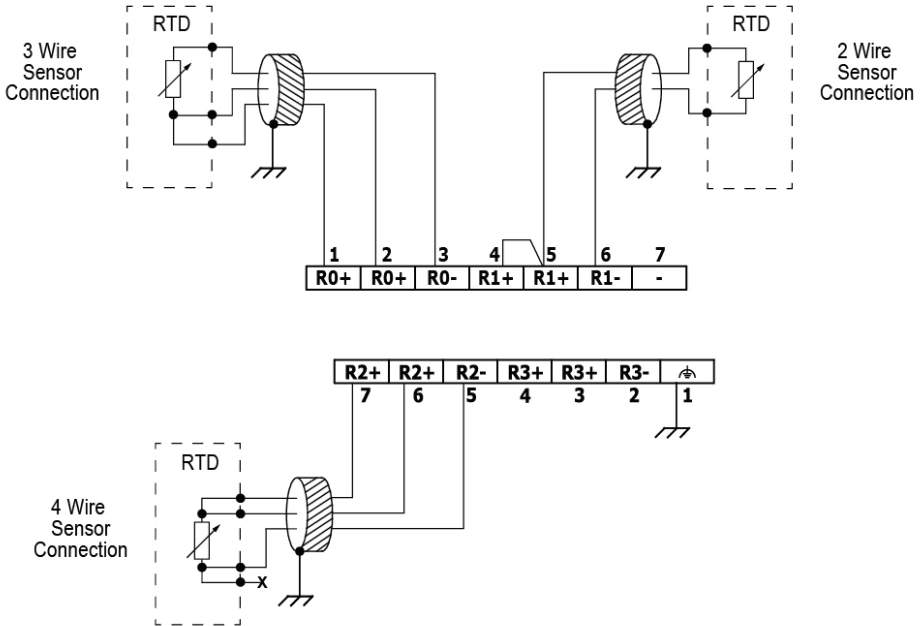 RTD
3 Wire
Sensor
Connection
RTD
2 Wire
Sensor
Connection
1 2 3 4 5 6 7
R0+ R0+ R0- R1+ R1+ R1- -
R2+ R2+ R2- R3+ R3+ R3-
7 6 5 4 3 2 1
RTD
4 Wire
Sensor
Connection
X